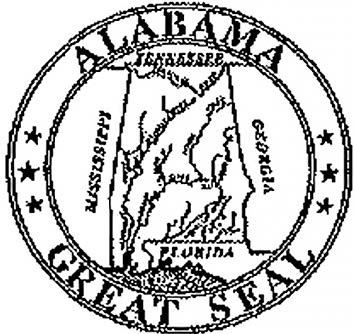 ALABAMA
TENNESSEE
MISSISSIPPI
GEORGIA
FLORIDA
GREAT SEAL